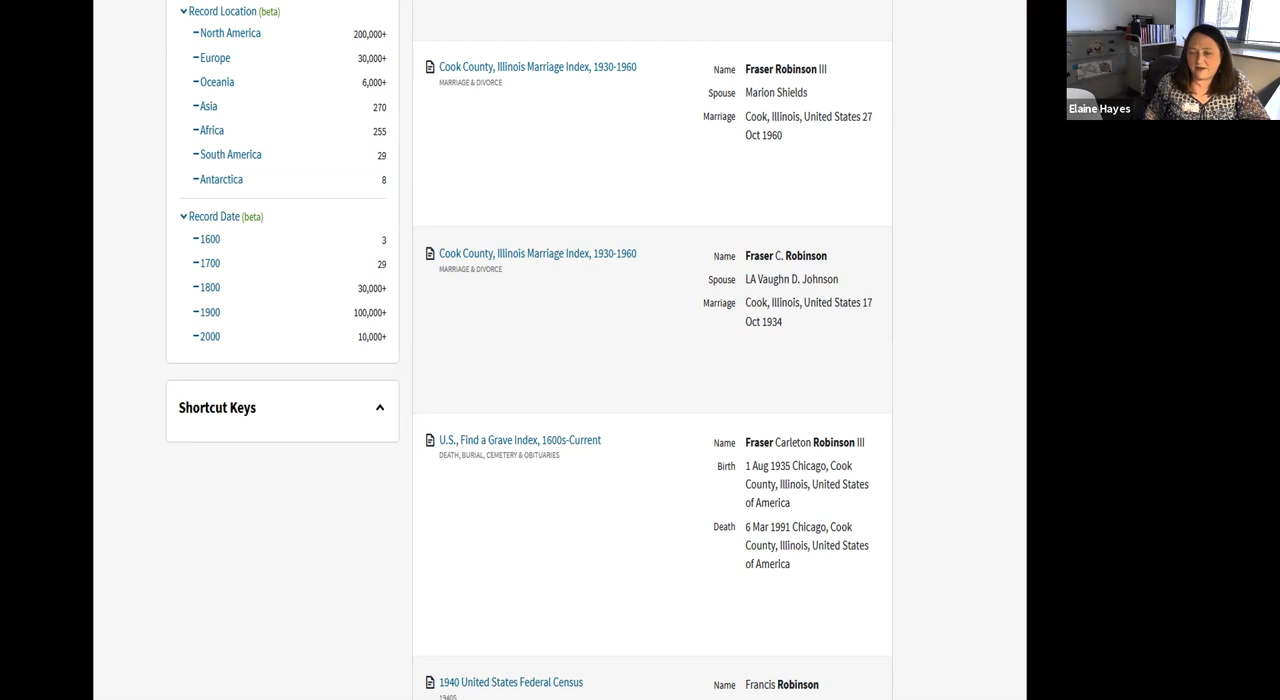 Record Location (beta)
North America 200,000+
Europe 30,000+
Oceania 6,000+
Asia 270
Africa 255
South America 29
Antarctica 8
Record Date (beta)
1600 3
1700 29
1800 30,000+
1900 100,000+
2000 10,000+
Shortcut Keys
Cook County, Illinois Marriage Index, 1930-1960
MARRIAGE & DIVORCE
Name Fraser Robinson III
Spouse Marion Shields
Marriage Cook, Illinois, United States 27
Oct 1960
Cook County, Illinois Marriage Index, 1930-1960
MARRIAGE & DIVORCE
Name Fraser C. Robinson
Spouse LA Vaughn D. Johnson
Marriage Cook, Illinois, United States 17
Oct 1934
U.S., Find a Grave Index, 1600s-Current
DEATH, BURIAL, CEMETERY & OBITUARIES
Name Fraser Carleton Robinson III
Birth 1 Aug 1935 Chicago, Cook
County, Illinois, United States
of America
Death 6 Mar 1991 Chicago, Cook
County, Illinois, United States
of America
1940 United States Federal Census
1940S
Name Francis Robinson
Elaine Hayes